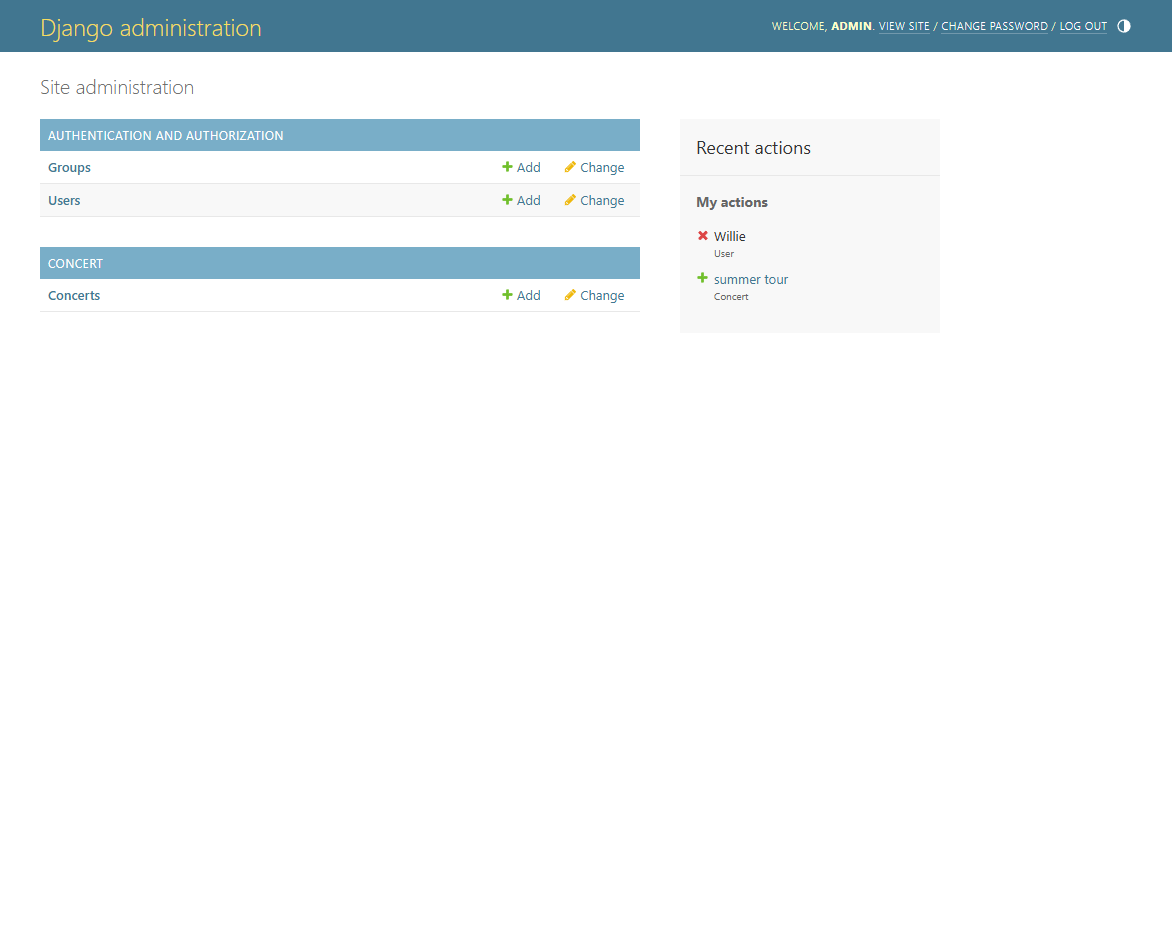 Django administration
WELCOME, ADMIN. VIEW SITE / CHANGE PASSWORD / LOG OUT
Site administration
AUTHENTICATION AND AUTHORIZATION
Groups Add Change
Users Add Change
CONCERT
Concerts Add Change
Recent actions
My actions
Willie
User
summer tour
Concert